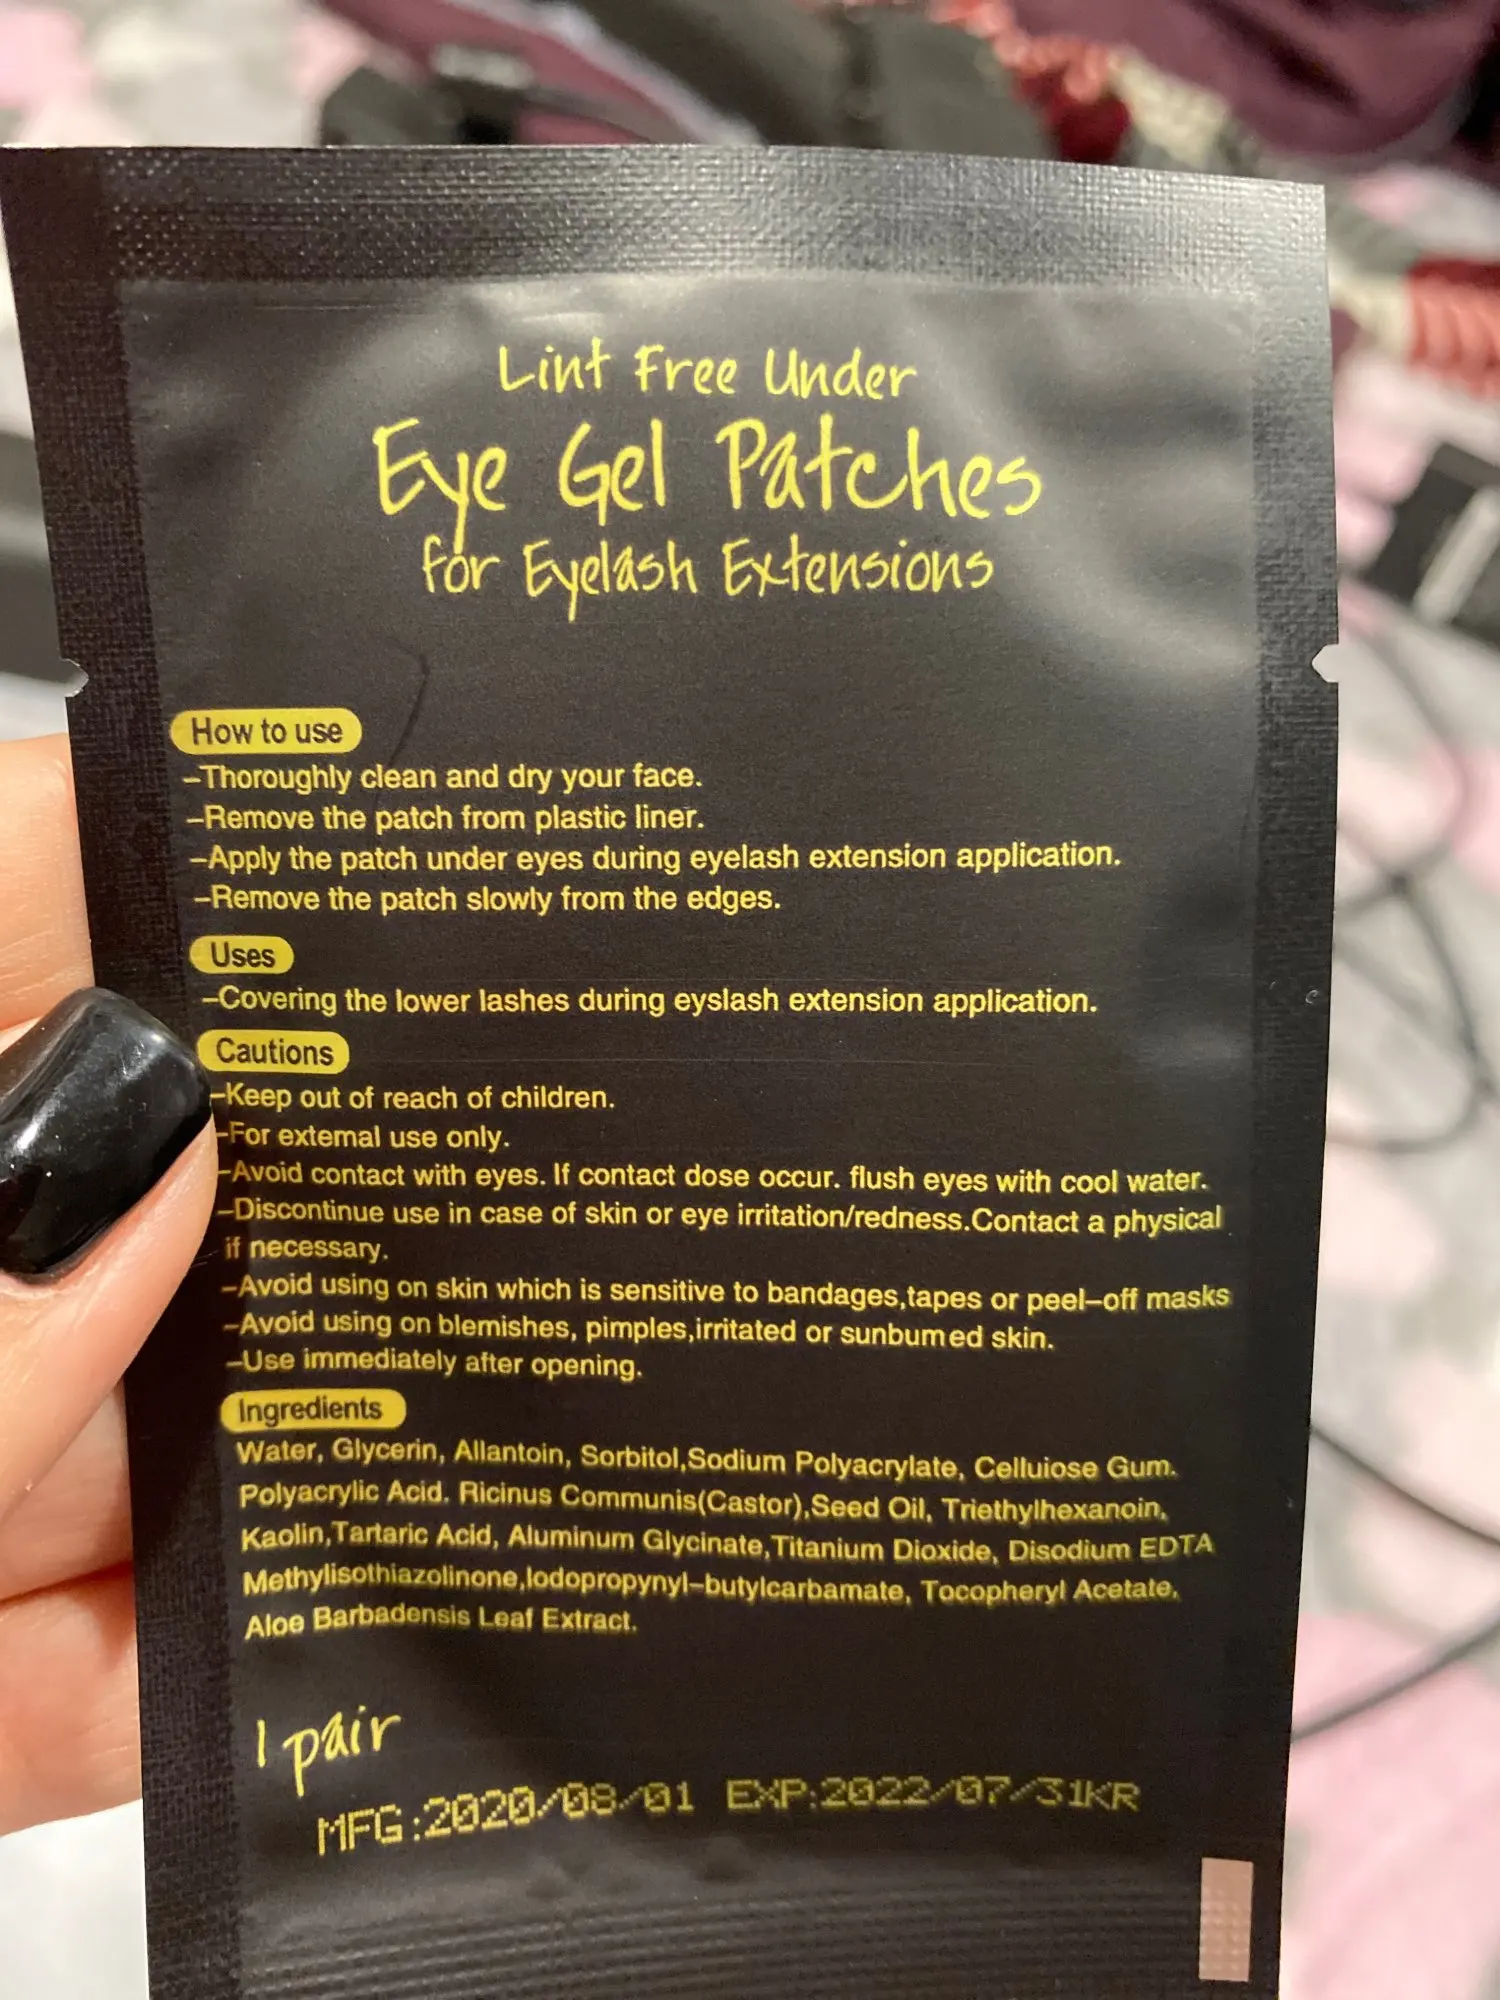 Lint Free Under
Eye Gel Patches
for Eyelash Extensions
How to use
–Thoroughly clean and dry your face.
–Remove the patch from plastic liner.
–Apply the patch under eyes during eyelash extension application.
–Remove the patch slowly from the edges.
Uses
–Covering the lower lashes during eyslash extension application.
Cautions
–Keep out of reach of children.
–For extemal use only.
–Avoid contact with eyes. If contact dose occur. flush eyes with cool water.
–Discontinue use in case of skin or eye irritation/redness.Contact a physical
if necessary.
–Avoid using on skin which is sensitive to bandages,tapes or peel–off masks
–Avoid using on blemishes, pimples,irritated or sunbumed skin.
–Use immediately after opening.
Ingredients
Water, Glycerin, Allantoin, Sorbitol,Sodium Polyacrylate, Celluiose Gum.
Polyacrylic Acid. Ricinus Communis(Castor),Seed Oil, Triethylhexanoin,
Kaolin,Tartaric Acid, Aluminum Glycinate,Titanium Dioxide, Disodium EDTA
Methylisothiazolinone,Iodopropynyl–butylcarbamate, Tocopheryl Acetate,
Aloe Barbadensis Leaf Extract.
1 pair
MFG:2020/08/01 EXP:2022/07/31KR